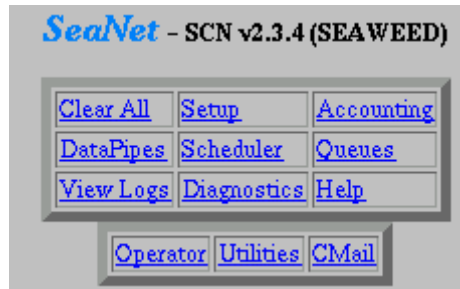 SeaNet - SCN v2.3.4 (SEAWEED)
Clear All Setup Accounting
DataPipes Scheduler Queues
View Logs Diagnostics Help
Operator Utilities CMail